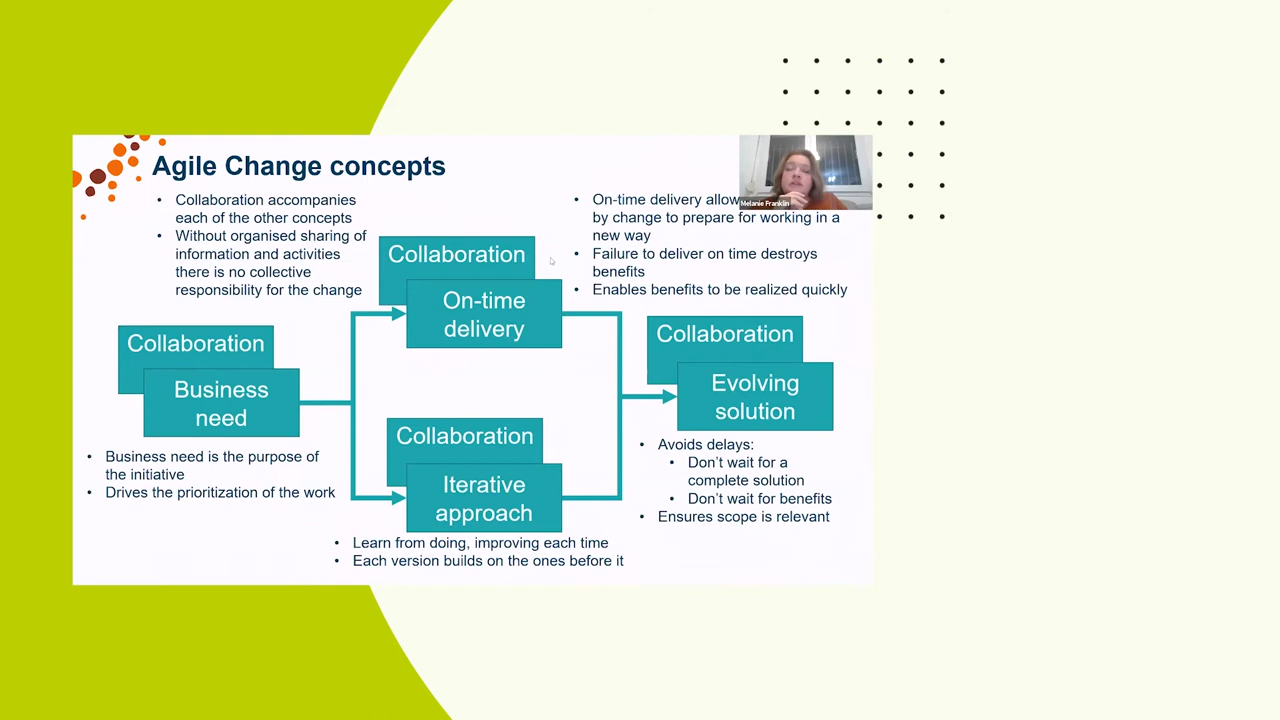 Agile Change concepts
Melanie Franklin
• Collaboration accompanies
each of the other concepts
• Without organised sharing of
information and activities
there is no collective
responsibility for the change
• On-time delivery allow
by change to prepare for working in a
new way
• Failure to deliver on time destroys
benefits
• Enables benefits to be realized quickly
Collaboration
On-time
delivery
Collaboration
Business
need
Collaboration
Evolving
solution
Collaboration
Iterative
approach
• Business need is the purpose of
the initiative
• Drives the prioritization of the work
• Avoids delays:
• Don’t wait for a
complete solution
• Don’t wait for benefits
• Ensures scope is relevant
• Learn from doing, improving each time
• Each version builds on the ones before it